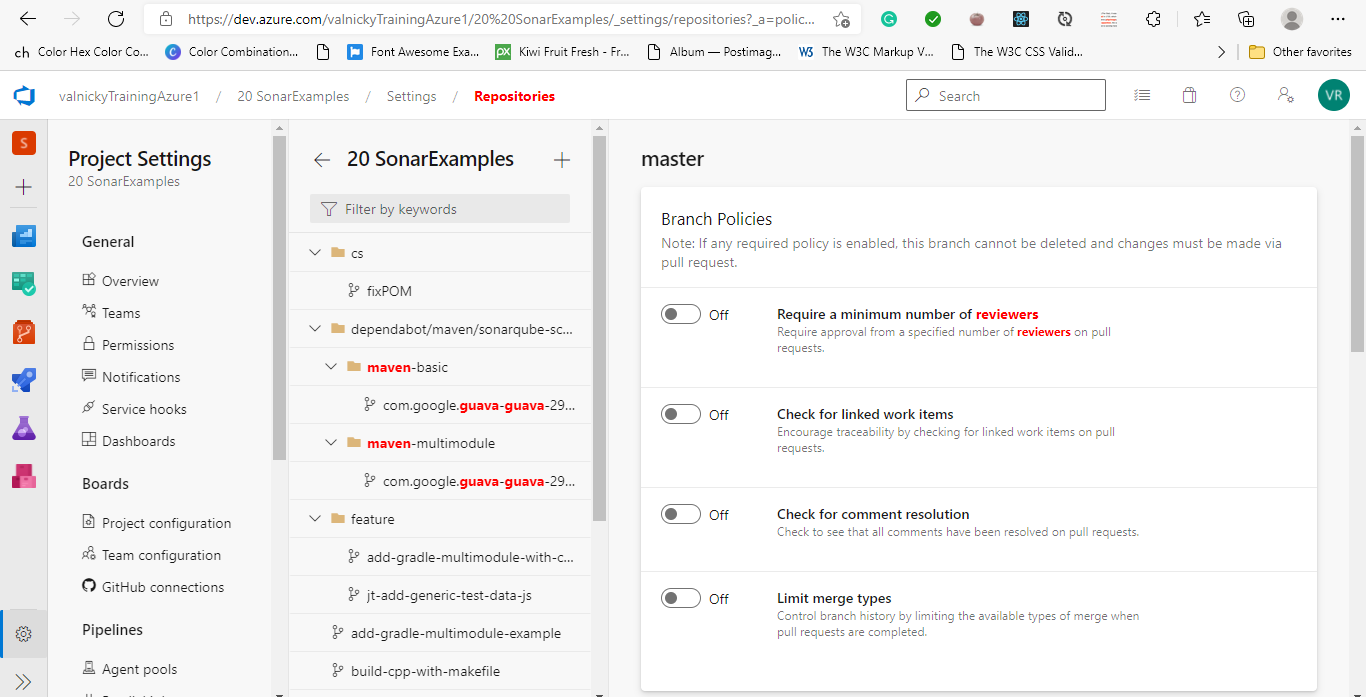 https://dev.azure.com/valnickyTrainingAzure1/20%20SonarExamples/_settings/repositories?_a=polic...
ch Color Hex Color Co... C Color Combination... Font Awesome Exa... px Kiwi Fruit Fresh - Fr... Album — Postimag... W3 The W3C Markup V... The W3C CSS Valid... Other favorites
valnickyTrainingAzure1 / 20 SonarExamples / Settings / Repositories
Search
VR
S
Project Settings
20 SonarExamples
General
Overview
Teams
Permissions
Notifications
Service hooks
Dashboards
Boards
Project configuration
Team configuration
GitHub connections
Pipelines
Agent pools
20 SonarExamples
Filter by keywords
cs
fixPOM
dependabot/maven/sonarqube-sc...
maven-basic
com.google.guava-guava-29...
maven-multimodule
com.google.guava-guava-29...
feature
add-gradle-multimodule-with-c...
jt-add-generic-test-data-js
add-gradle-multimodule-example
build-cpp-with-makefile
master
Branch Policies
Note: If any required policy is enabled, this branch cannot be deleted and changes must be made via
pull request.
Off
Require a minimum number of reviewers
Require approval from a specified number of reviewers on pull
requests.
Off
Check for linked work items
Encourage traceability by checking for linked work items on pull
requests.
Off
Check for comment resolution
Check to see that all comments have been resolved on pull requests.
Off
Limit merge types
Control branch history by limiting the available types of merge when
pull requests are completed.